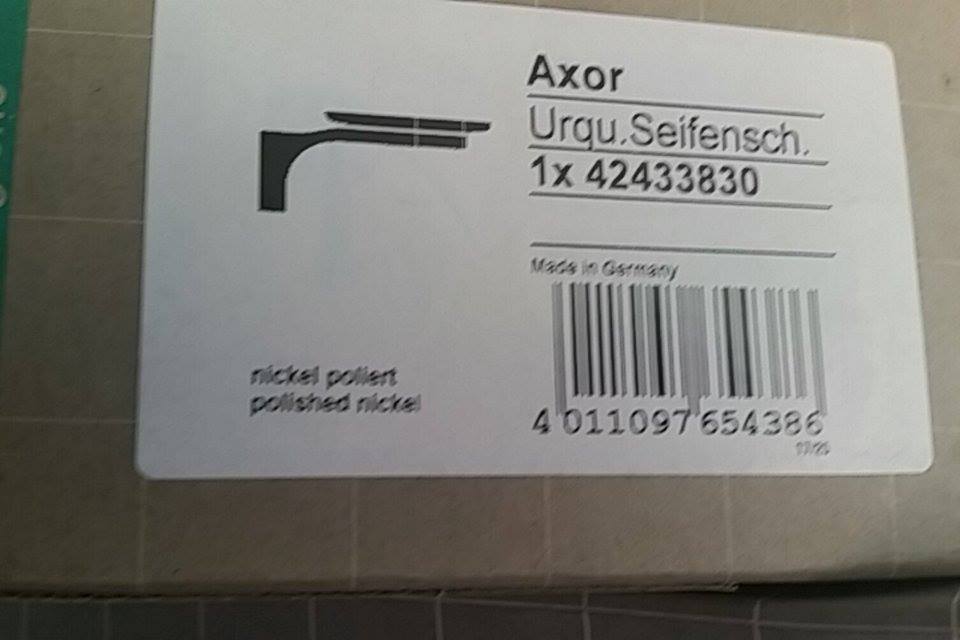 Axor
Urqu.Seifensch.
1x 42433830
Made in Germany
nickel poliert
polished nickel
4 011097 654386